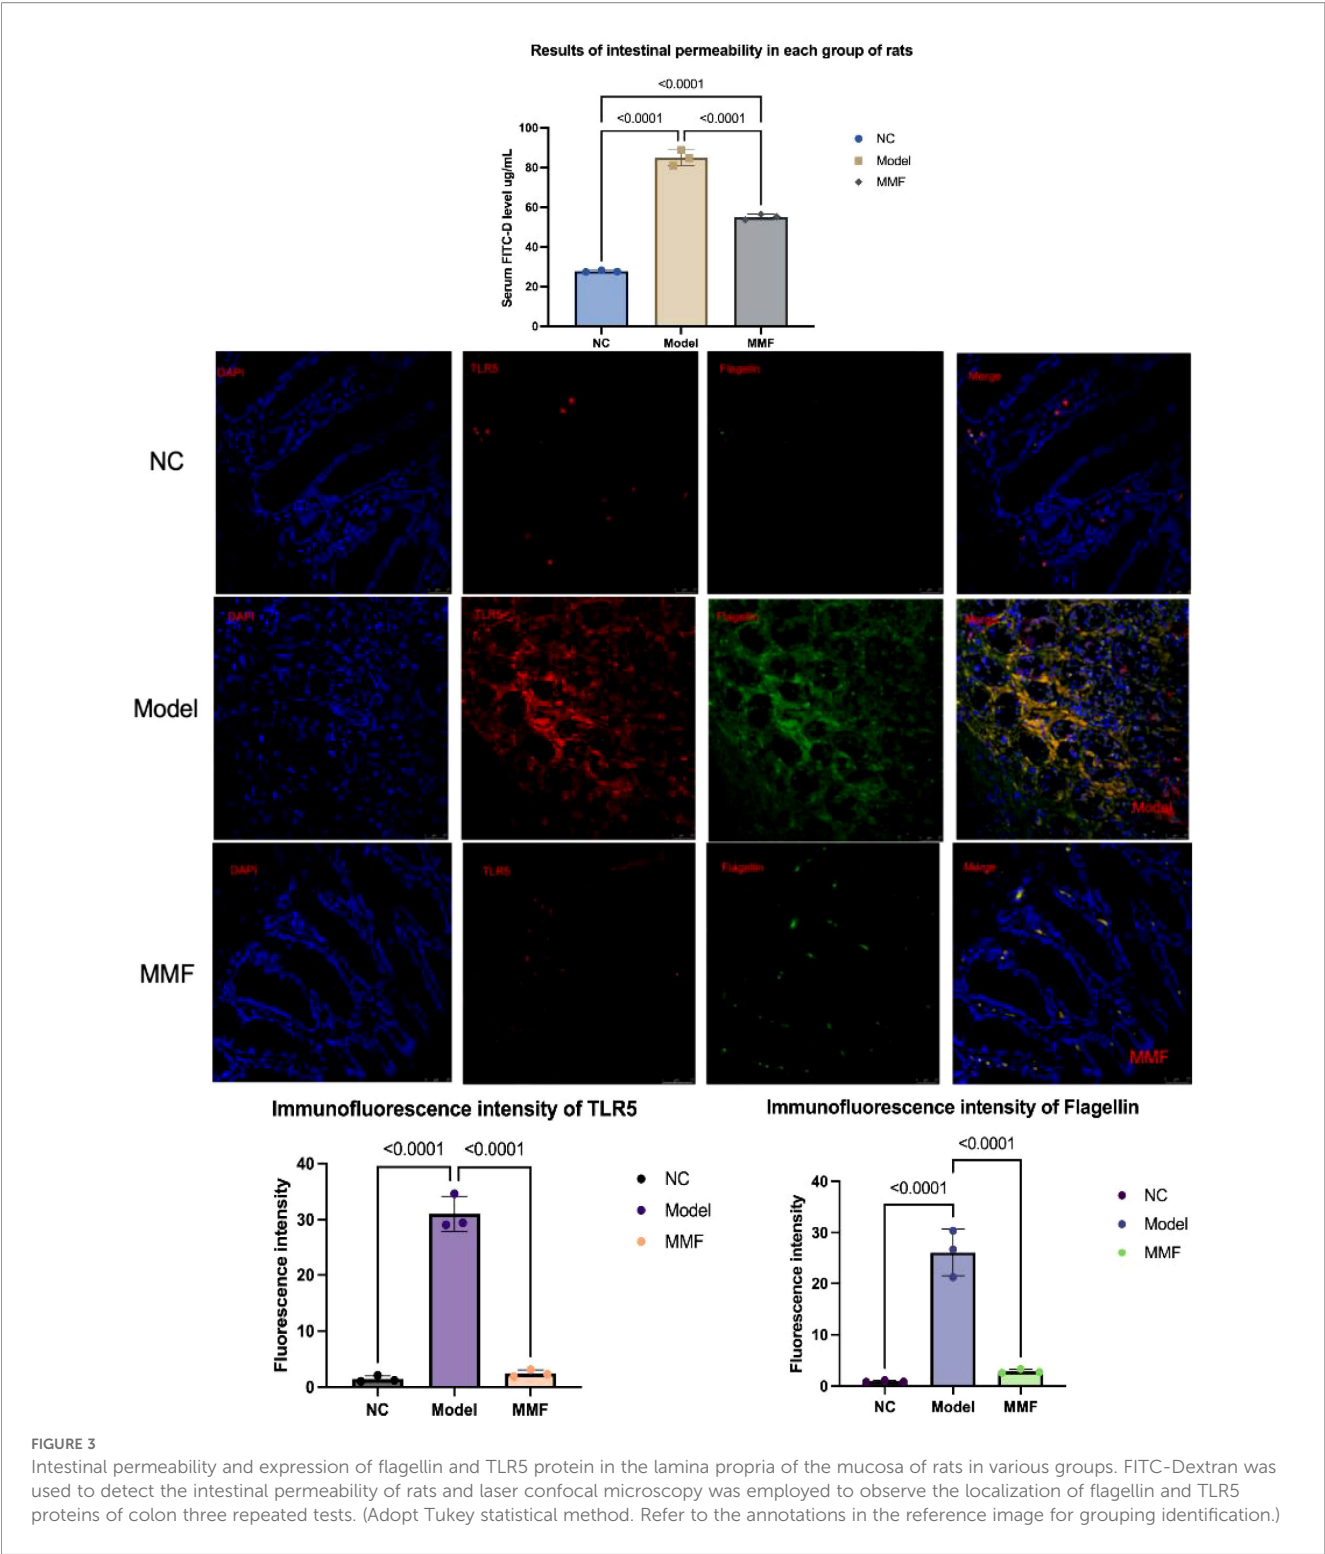 Results of intestinal permeability in each group of rats
<0.0001
<0.0001 <0.0001
Serum FITC-D level ug/mL
100
80
60
40
20
0
NC Model MMF
NC
Model
MMF
DAPI TLR5 Flagellin Merge
NC
DAPI TLR5 Flagellin Merge
Model
Model
DAPI TLR5 Flagellin Merge
MMF
MMF
Immunofluorescence intensity of TLR5
<0.0001 <0.0001
Fluorescence intensity
40
30
20
10
0
NC Model MMF
NC
Model
MMF
Immunofluorescence intensity of Flagellin
<0.0001
<0.0001
Fluorescence intensity
40
30
20
10
0
NC Model MMF
NC
Model
MMF
FIGURE 3
Intestinal permeability and expression of flagellin and TLR5 protein in the lamina propria of the mucosa of rats in various groups. FITC-Dextran was
used to detect the intestinal permeability of rats and laser confocal microscopy was employed to observe the localization of flagellin and TLR5
proteins of colon three repeated tests. (Adopt Tukey statistical method. Refer to the annotations in the reference image for grouping identification.)